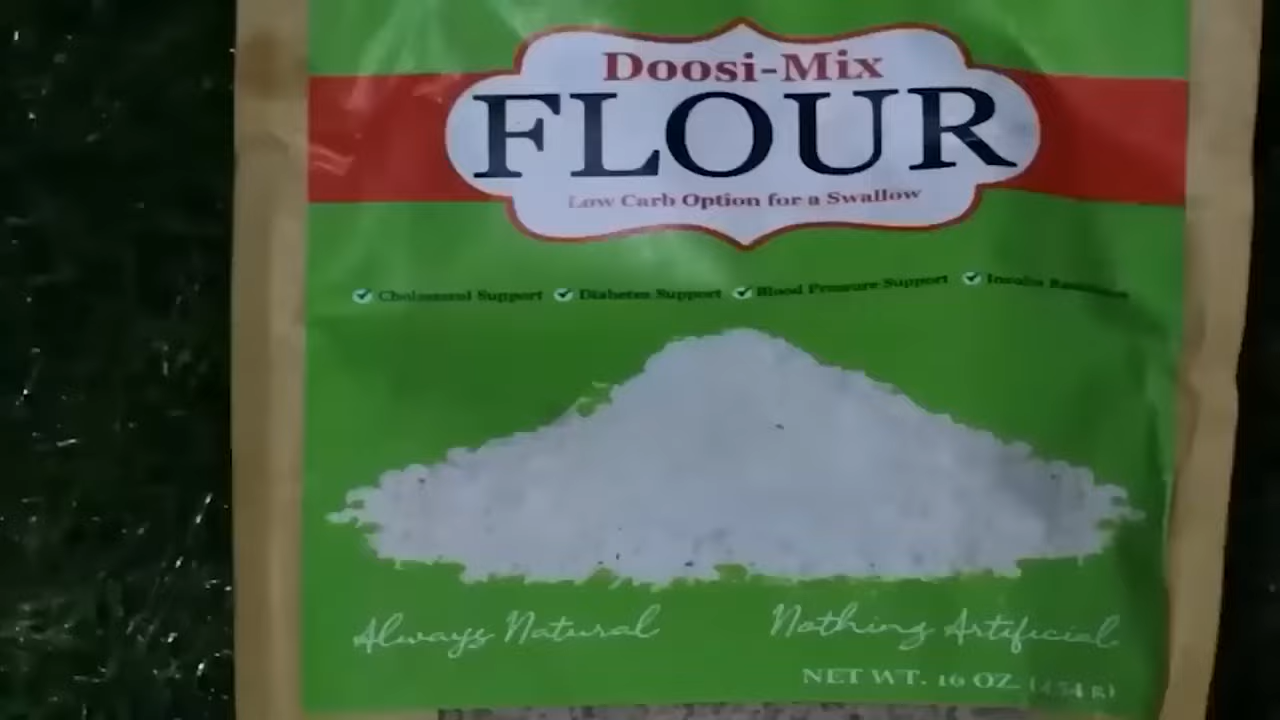 Doosi-Mix
FLOUR
Low Carb Option for a Swallow
Cholesterol Support Diabetes Support Blood Pressure Support Insulin Resistance
Always Natural Nothing Artificial
NET WT. 16 OZ (454 g)